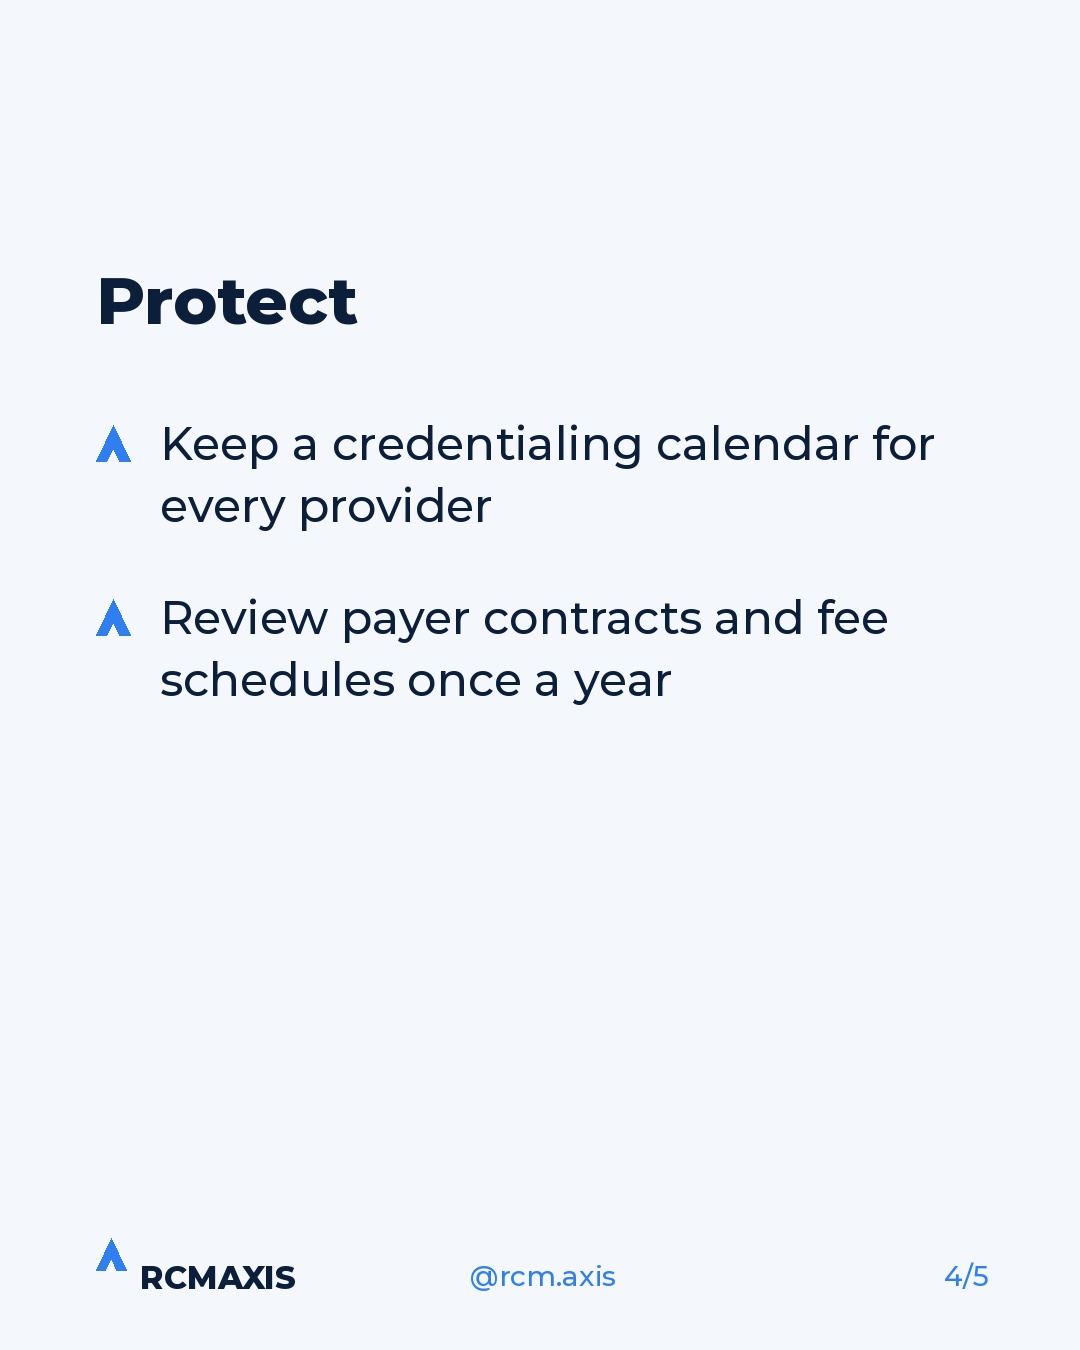 Protect
Keep a credentialing calendar for
every provider
Review payer contracts and fee
schedules once a year
RCMAXIS
@rcm.axis
4/5